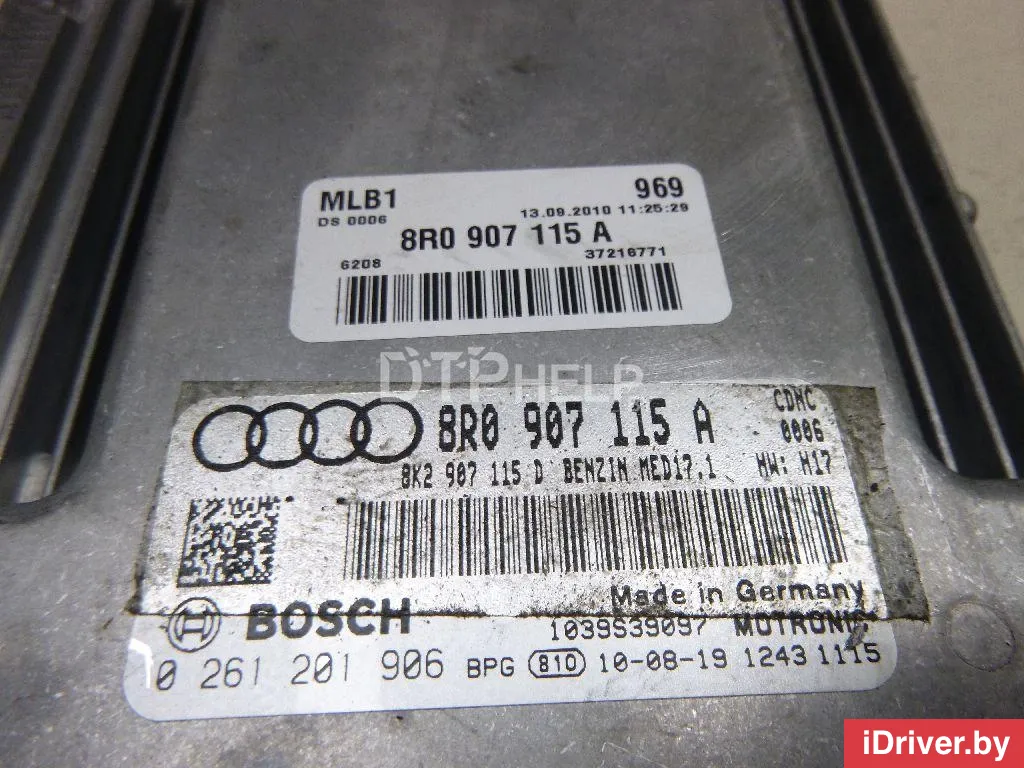 MLB1 969
DS 0006 13.09.2010 11:25:29
8R0 907 115 A
6208 37216771
DTPHELP
8R0 907 115 A CDNC
0006
8K2 907 115 D BENZIN MED17.1 HW: H17
Made in Germany
BOSCH 1039S39097 MOTRONIC
0 261 201 906 BPG 810 10-08-19 1243 1115
iDriver.by